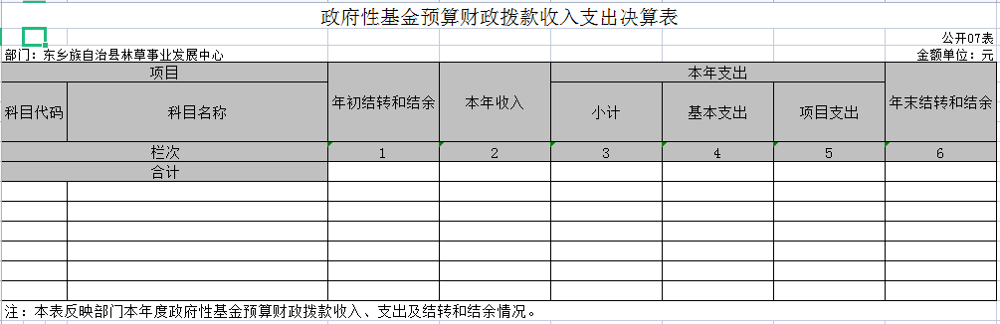 政府性基金预算财政拨款收入支出决算表
公开07表
部门：东乡族自治县林草事业发展中心 金额单位：元
项目 年初结转和结余 本年收入 本年支出 年末结转和结余
科目代码 科目名称 小计 基本支出 项目支出
栏次 1 2 3 4 5 6
合计
注：本表反映部门本年度政府性基金预算财政拨款收入、支出及结转和结余情况。